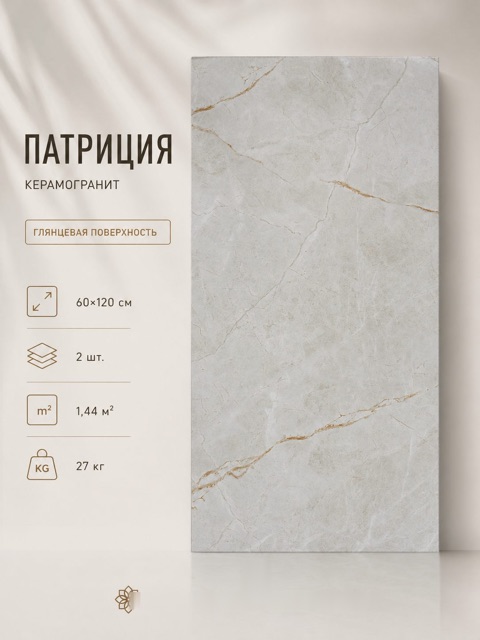 ПАТРИЦИЯ
КЕРАМОГРАНИТ
ГЛЯНЦЕВАЯ ПОВЕРХНОСТЬ
60×120 см
2 шт.
m²
1,44 м²
KG
27 кг